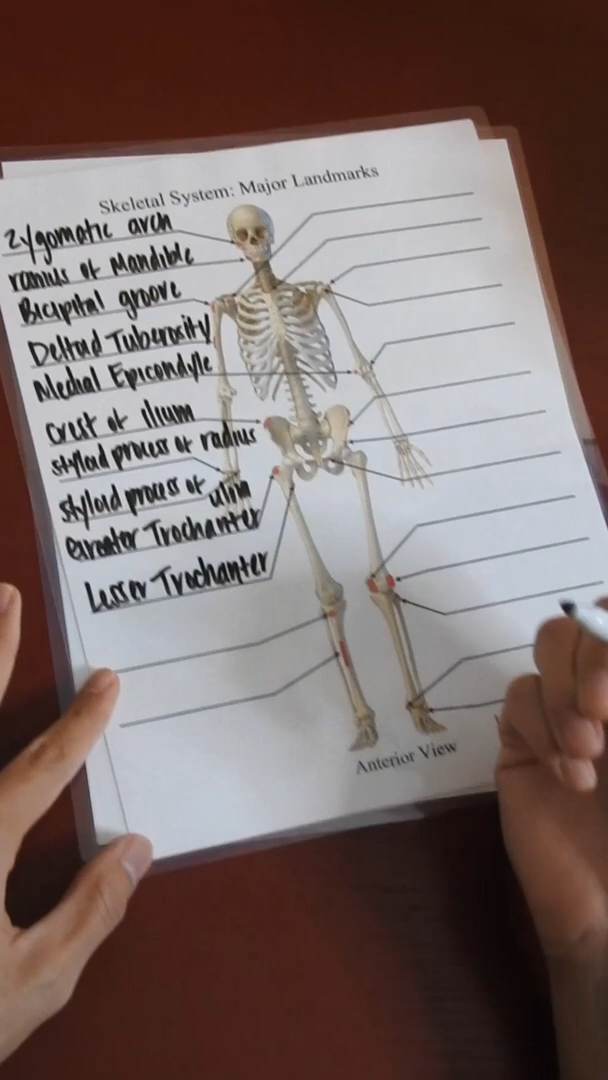 Skeletal System: Major Landmarks
Zygomatic arch
ramus of Mandible
Bicipital groove
Deltoid Tuberosity
Medial Epicondyle
crest of ilium
styloid process of radius
styloid process of ulna
Greater Trochanter
Lesser Trochanter
Anterior View